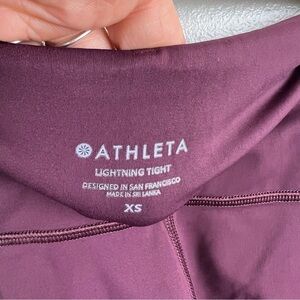 ATHLETA
LIGHTNING TIGHT
DESIGNED IN SAN FRANCISCO
MADE IN SRI LANKA
XS